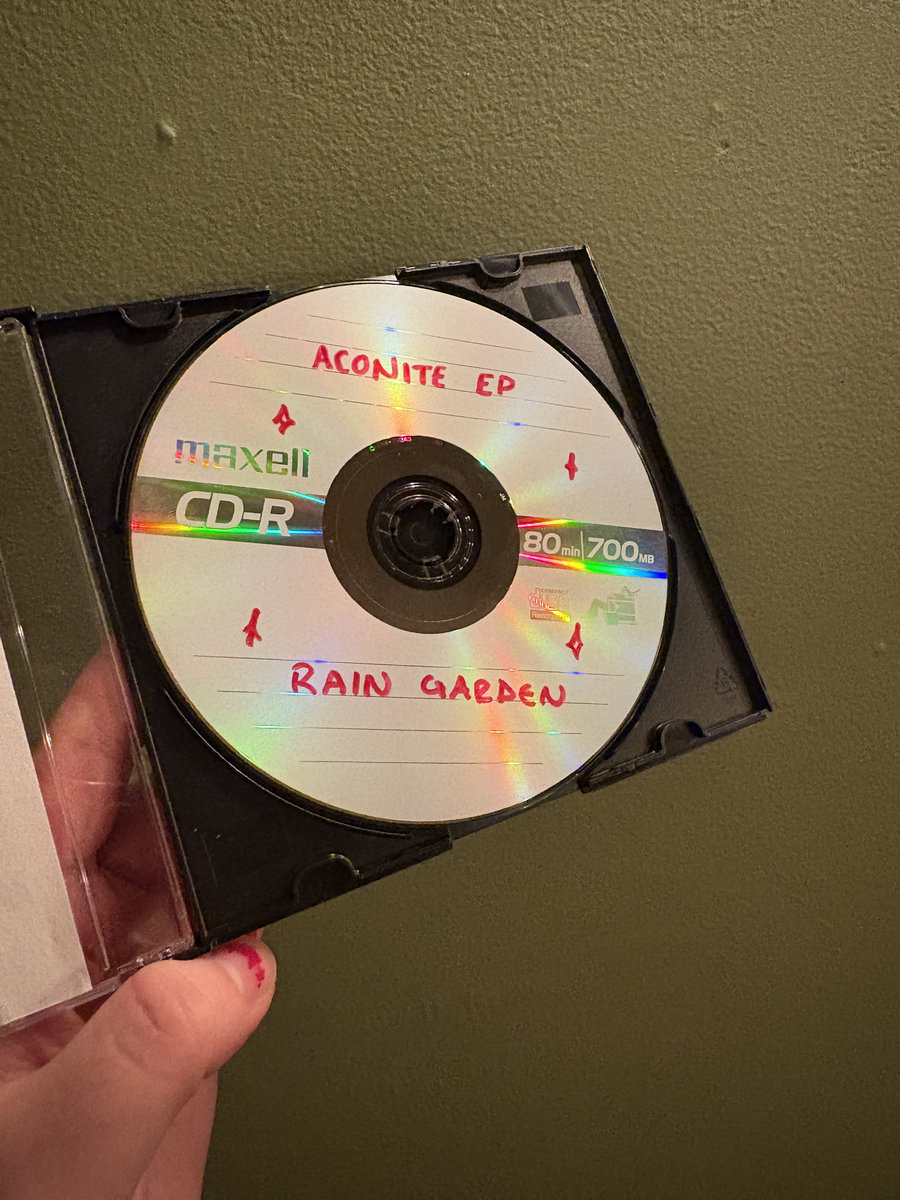 ACONITE EP
maxell
CD-R
80min|700MB
RAIN GARDEN